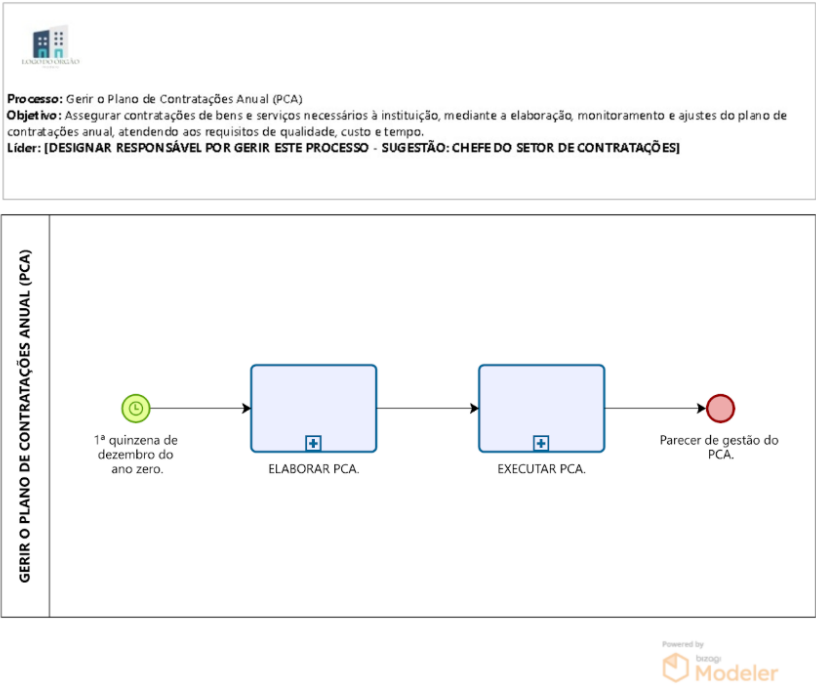 LOGO DO ÓRGÃO
Processo: Gerir o Plano de Contratações Anual (PCA)
Objetivo: Assegurar contratações de bens e serviços necessários à instituição, mediante a elaboração, monitoramento e ajustes do plano de
contratações anual, atendendo aos requisitos de qualidade, custo e tempo.
Líder: [DESIGNAR RESPONSÁVEL POR GERIR ESTE PROCESSO - SUGESTÃO: CHEFE DO SETOR DE CONTRATAÇÕES]
GERIR O PLANO DE CONTRATAÇÕES ANUAL (PCA)
1ª quinzena de
dezembro do
ano zero.
ELABORAR PCA.
EXECUTAR PCA.
Parecer de gestão do
PCA.
Powered by
bizagi
Modeler